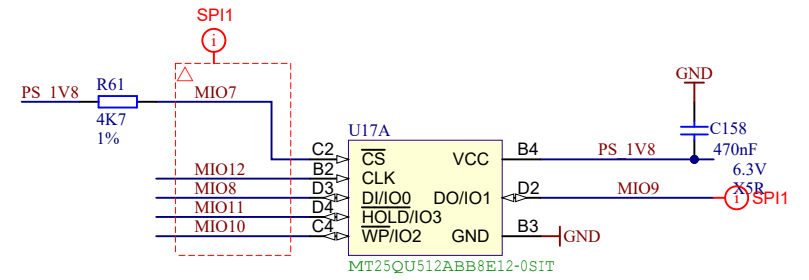 SPI1
i
R61
PS_1V8
MIO7
4K7
1%
GND
C158
470nF
6.3V
X5R
U17A
C2
CS
VCC
B4
PS_1V8
MIO12
B2
CLK
MIO8
D3
DI/IO0
DO/IO1
D2
MIO9
i
SPI1
MIO11
D4
HOLD/IO3
MIO10
C4
WP/IO2
GND
B3
GND
MT25QU512ABB8E12-0SIT